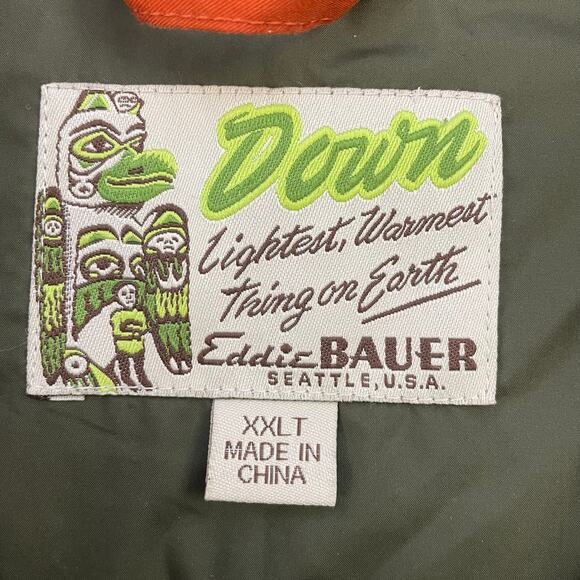 Down
Lightest, Warmest
Thing on Earth
Eddie BAUER
SEATTLE, U.S.A.
XXLT
MADE IN
CHINA